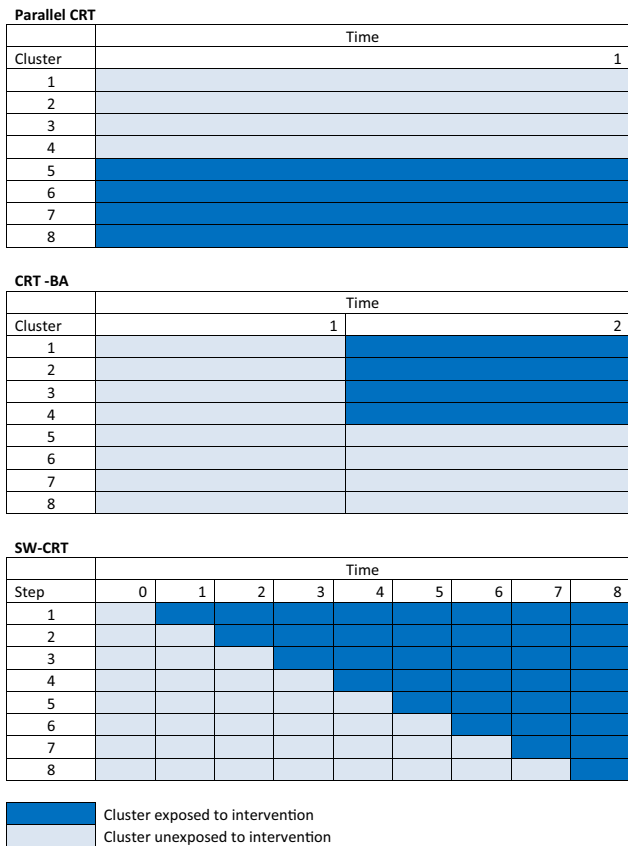 Parallel CRT
Time
Cluster 1
1
2
3
4
5
6
7
8
CRT -BA
Time
Cluster 1 2
1
2
3
4
5
6
7
8
SW-CRT
Time
Step 0 1 2 3 4 5 6 7 8
1
2
3
4
5
6
7
8
Cluster exposed to intervention
Cluster unexposed to intervention